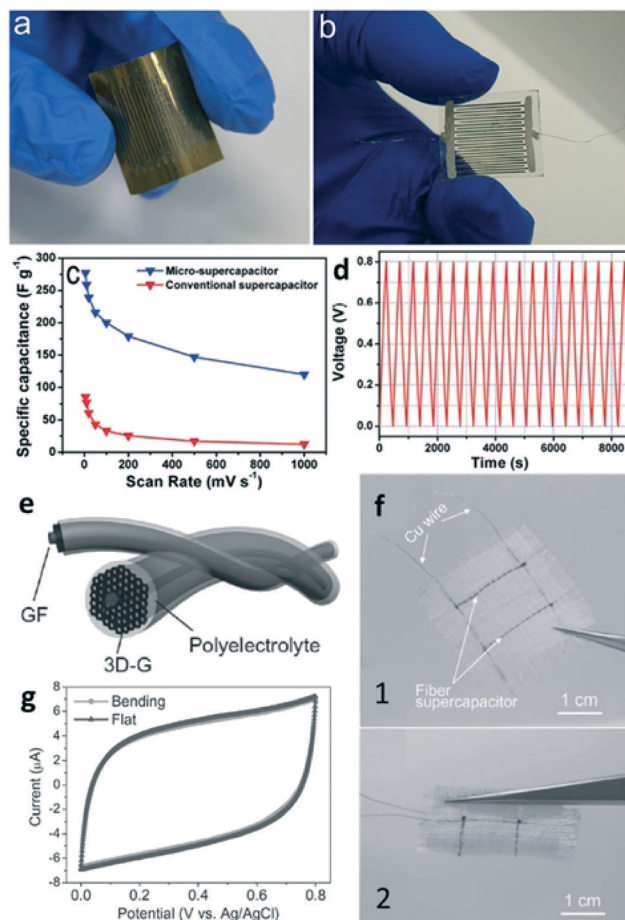 a
b
c
Specific capacitance (F g⁻¹)
300
250
200
150
100
50
0
Micro-supercapacitor
Conventional supercapacitor
0 200 400 600 800 1000
Scan Rate (mV s⁻¹)
d
Voltage (V)
0.8
0.6
0.4
0.2
0.0
0 2000 4000 6000 8000
Time (s)
e
GF
3D-G
Polyelectrolyte
f
Cu wire
Fiber
supercapacitor
1
1 cm
g
Current (µA)
8
6
4
2
0
-2
-4
-6
-8
Bending
Flat
0.0 0.2 0.4 0.6 0.8
Potential (V vs. Ag/AgCl)
2
1 cm